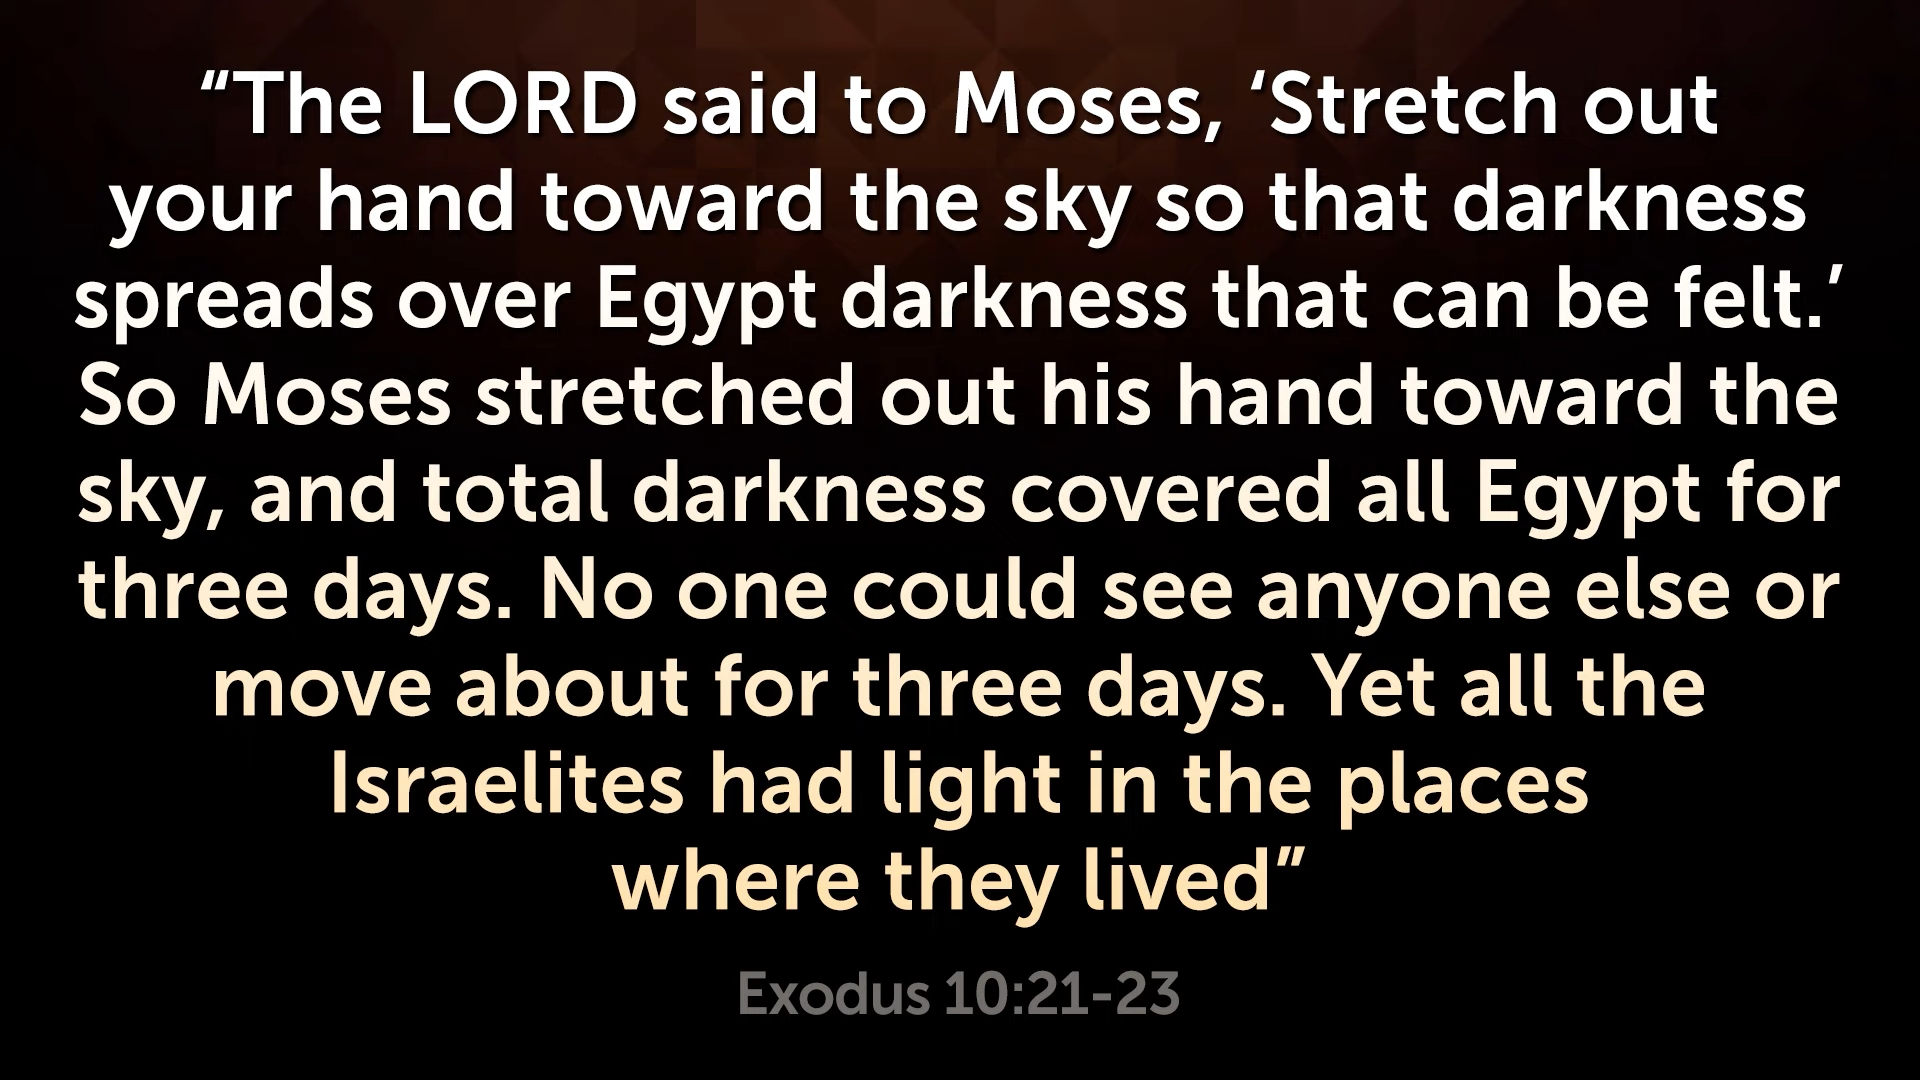 “The LORD said to Moses, ‘Stretch out
your hand toward the sky so that darkness
spreads over Egypt darkness that can be felt.’
So Moses stretched out his hand toward the
sky, and total darkness covered all Egypt for
three days. No one could see anyone else or
move about for three days. Yet all the
Israelites had light in the places
where they lived”
Exodus 10:21-23